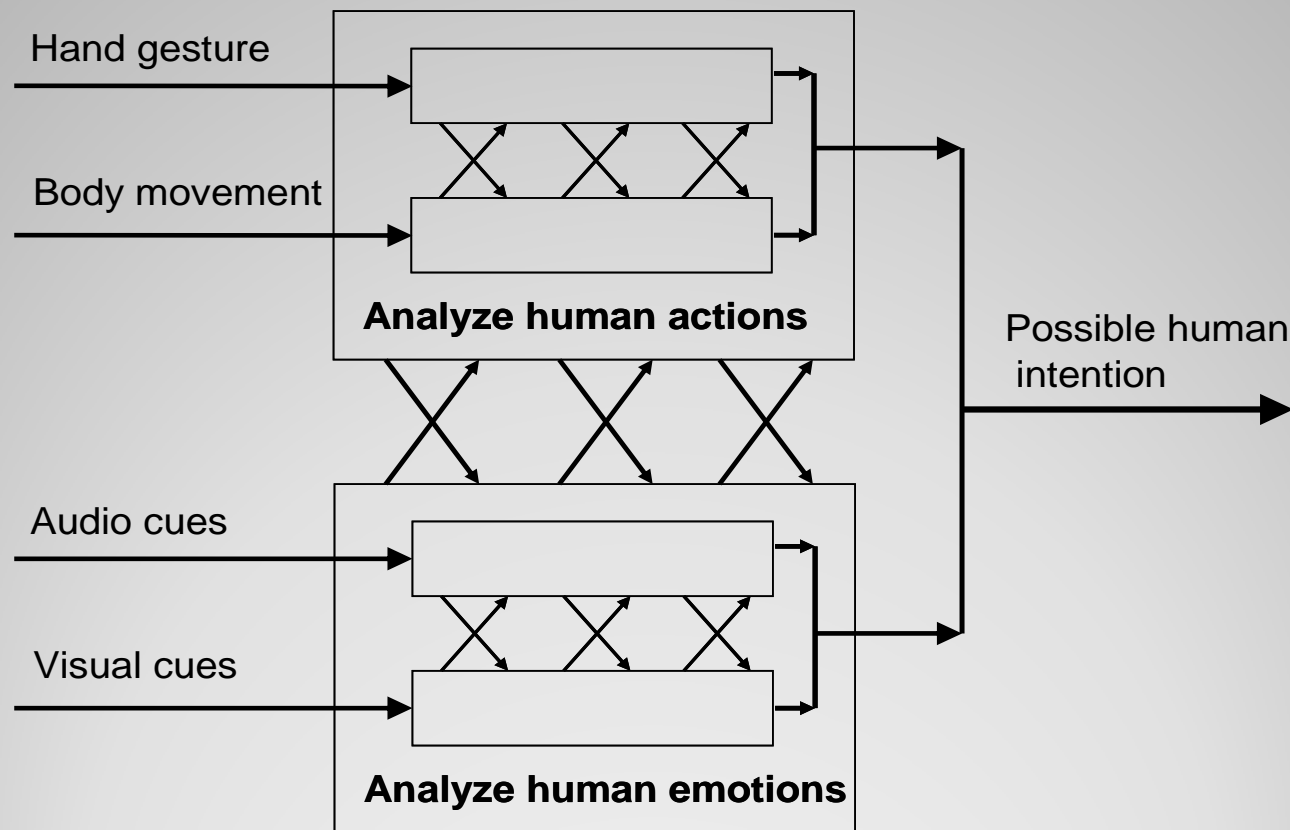 Hand gesture
Body movement
Analyze human actions
Possible human
intention
Audio cues
Visual cues
Analyze human emotions